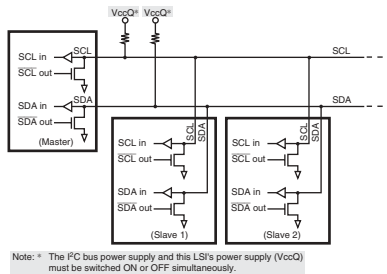 VccQ* VccQ*
SCL in SCL SCL
SCL out
SDA in SDA SDA
SDA out
(Master)
SCL SDA SCL SDA
SCL in SCL in
SCL out SCL out
SDA in SDA in
SDA out SDA out
(Slave 1) (Slave 2)
Note: * The I²C bus power supply and this LSI's power supply (VccQ)
must be switched ON or OFF simultaneously.